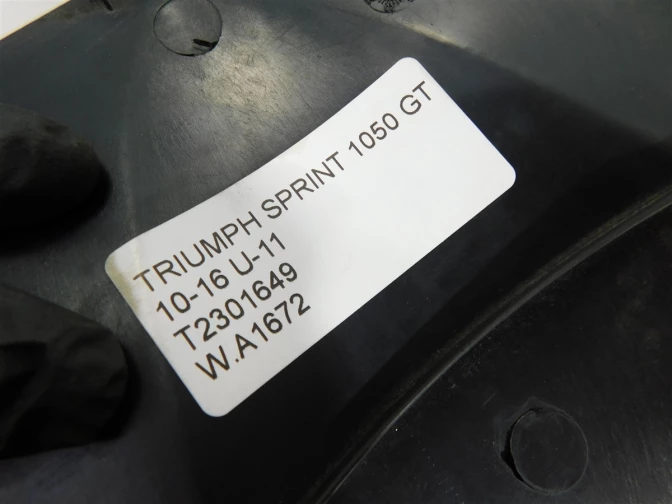 TRIUMPH SPRINT 1050 GT
10-16 U-11
T2301649
W.A1672